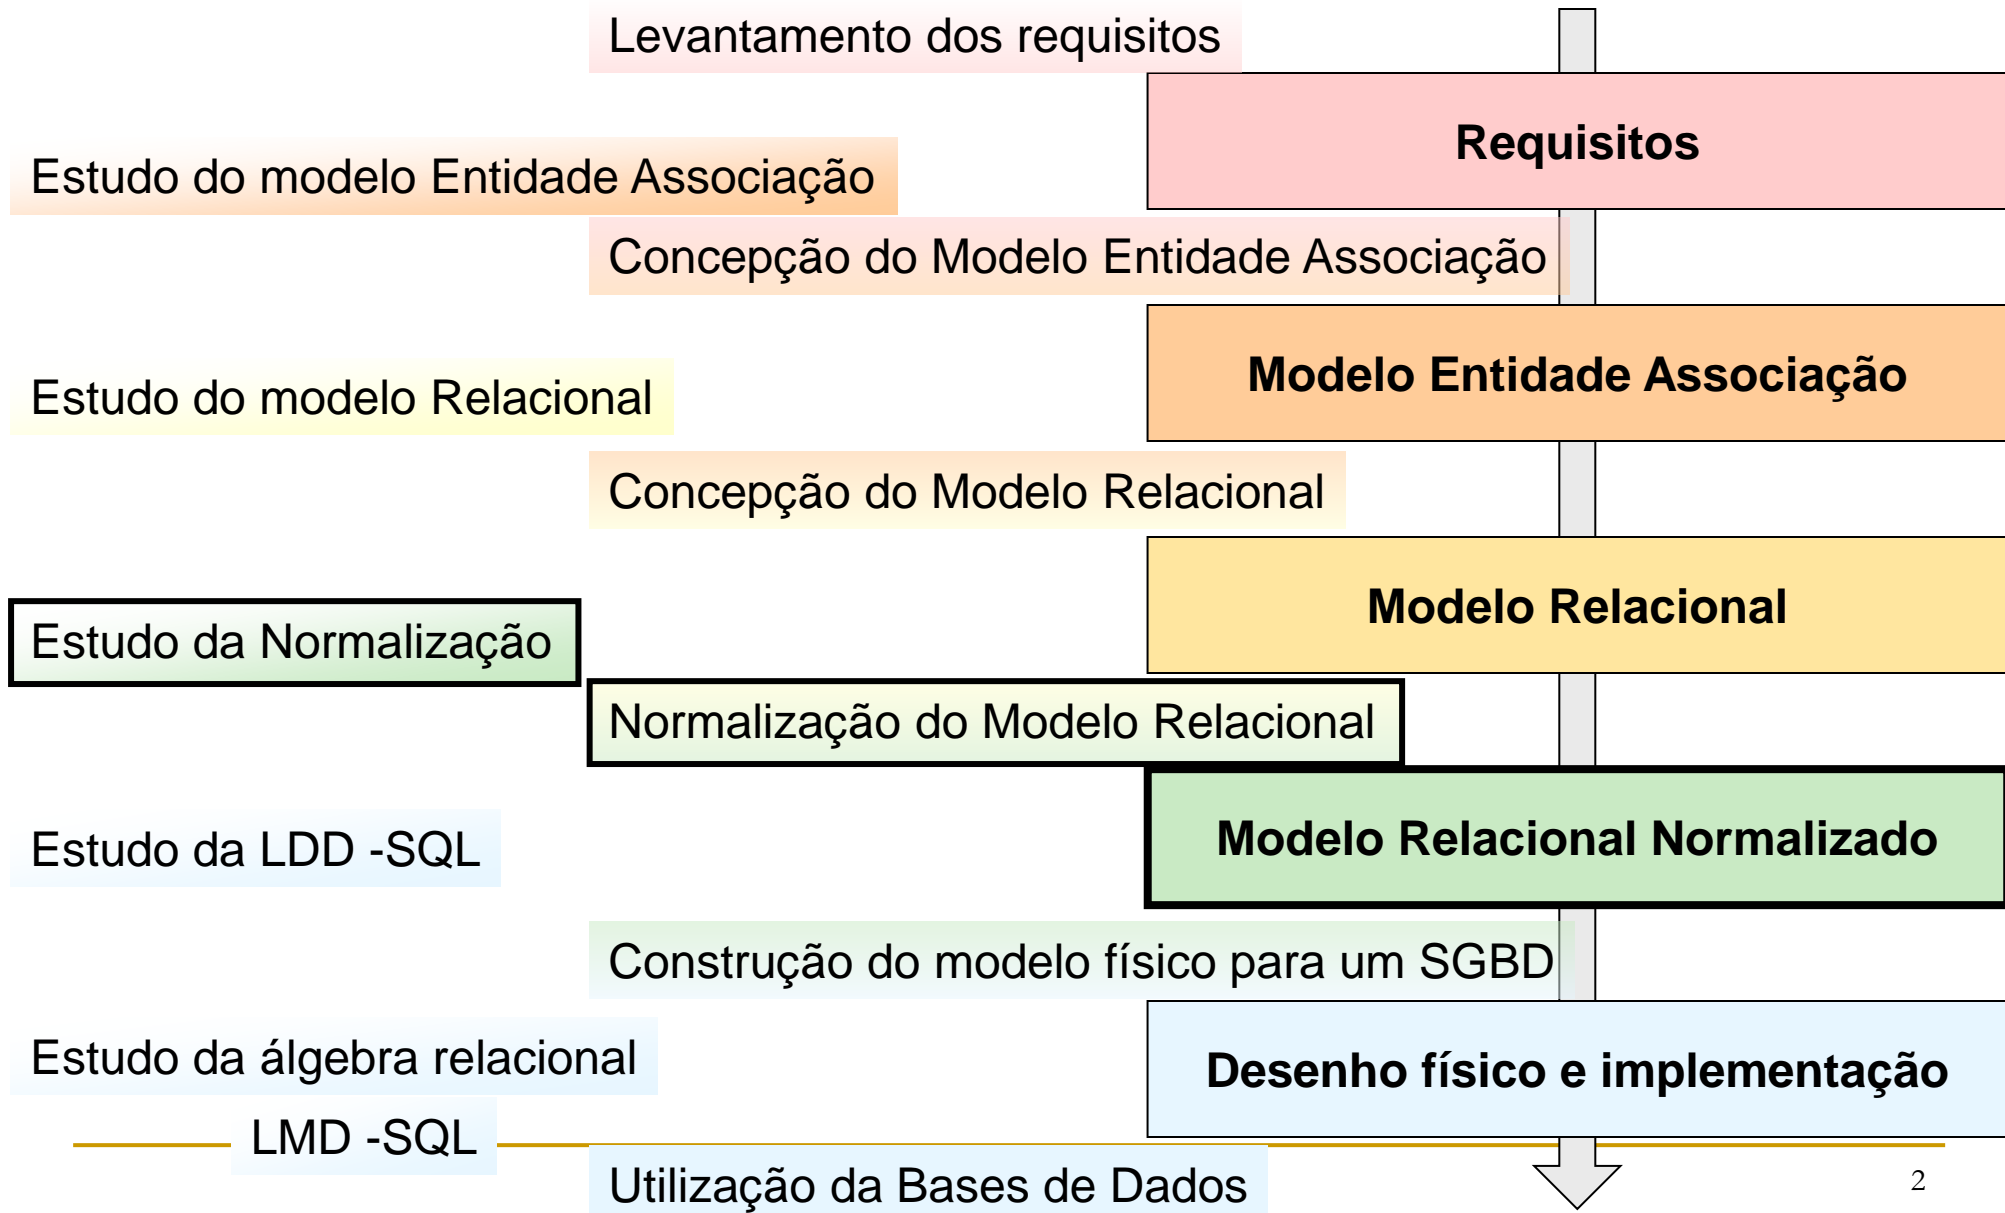 Levantamento dos requisitos
Requisitos
Estudo do modelo Entidade Associação
Concepção do Modelo Entidade Associação
Modelo Entidade Associação
Estudo do modelo Relacional
Concepção do Modelo Relacional
Modelo Relacional
Estudo da Normalização
Normalização do Modelo Relacional
Modelo Relacional Normalizado
Estudo da LDD -SQL
Construção do modelo físico para um SGBD
Estudo da álgebra relacional
Desenho físico e implementação
LMD -SQL
Utilização da Bases de Dados
2